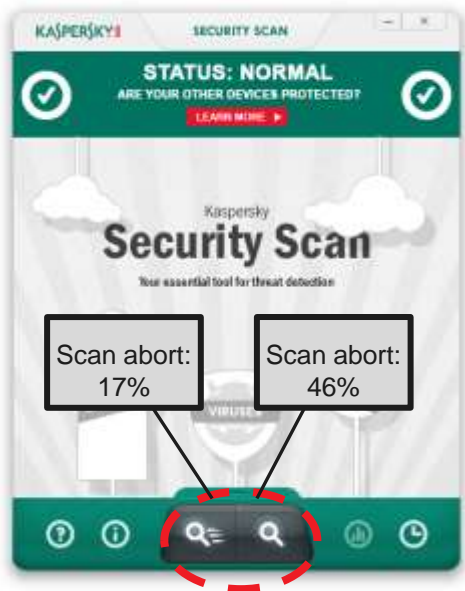 KASPERSKY
SECURITY SCAN
STATUS: NORMAL
ARE YOUR OTHER DEVICES PROTECTED?
LEARN MORE
Kaspersky
Security Scan
Your essential tool for threat detection
Scan abort:
17%
Scan abort:
46%
VIRUSES